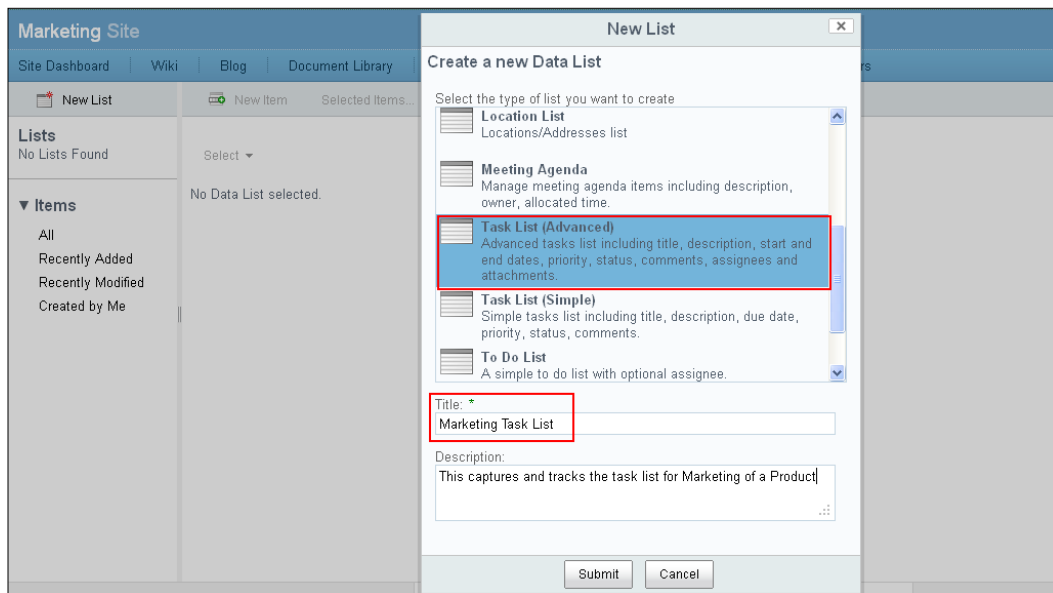 Marketing Site
Site Dashboard Wiki Blog Document Library rs
New List New Item Selected Items...
Lists
No Lists Found
Select
No Data List selected.
Items
All
Recently Added
Recently Modified
Created by Me
New List
Create a new Data List
Select the type of list you want to create
Location List
Locations/Addresses list
Meeting Agenda
Manage meeting agenda items including description,
owner, allocated time.
Task List (Advanced)
Advanced tasks list including title, description, start and
end dates, priority, status, comments, assignees and
attachments.
Task List (Simple)
Simple tasks list including title, description, due date,
priority, status, comments.
To Do List
A simple to do list with optional assignee.
Title: *
Marketing Task List
Description:
This captures and tracks the task list for Marketing of a Product
Submit Cancel